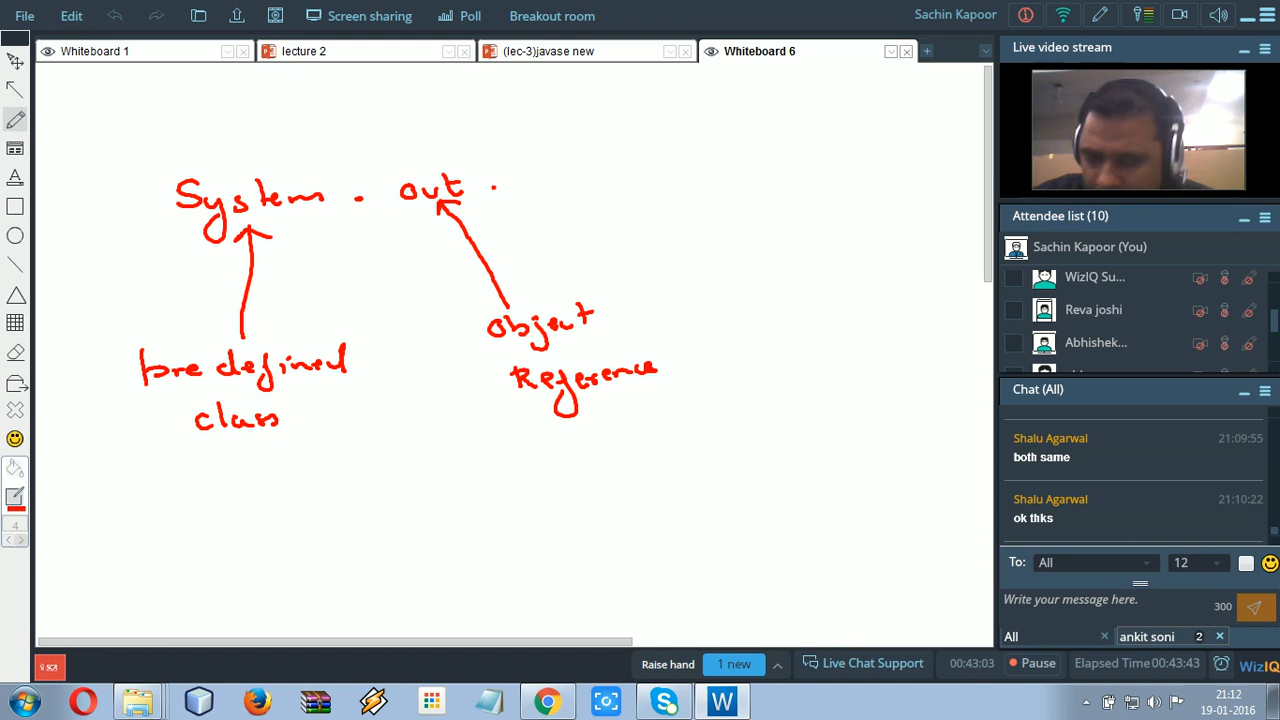 File Edit Screen sharing Poll Breakout room Sachin Kapoor
Whiteboard 1 lecture 2 (lec-3)javase new Whiteboard 6
Live video stream
System . out .
object
Reference
predefined
class
Attendee list (10)
Sachin Kapoor (You)
WizIQ Su...
Reva joshi
Abhishek...
Chat (All)
Shalu Agarwal 21:09:55
both same
Shalu Agarwal 21:10:22
ok thks
To: All 12
Write your message here. 300
All ankit soni 2
4
SCR Raise hand 1 new Live Chat Support 00:43:03 Pause Elapsed Time 00:43:43 WizIQ
21:12
19-01-2016